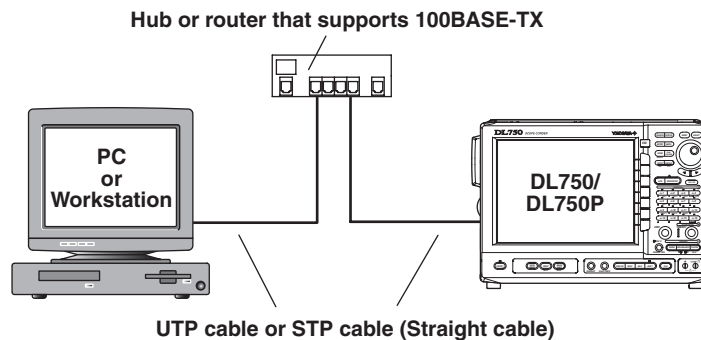 Hub or router that supports 100BASE-TX
PC
or
Workstation
DL750
YOKOGAWA
DL750/
DL750P
UTP cable or STP cable (Straight cable)